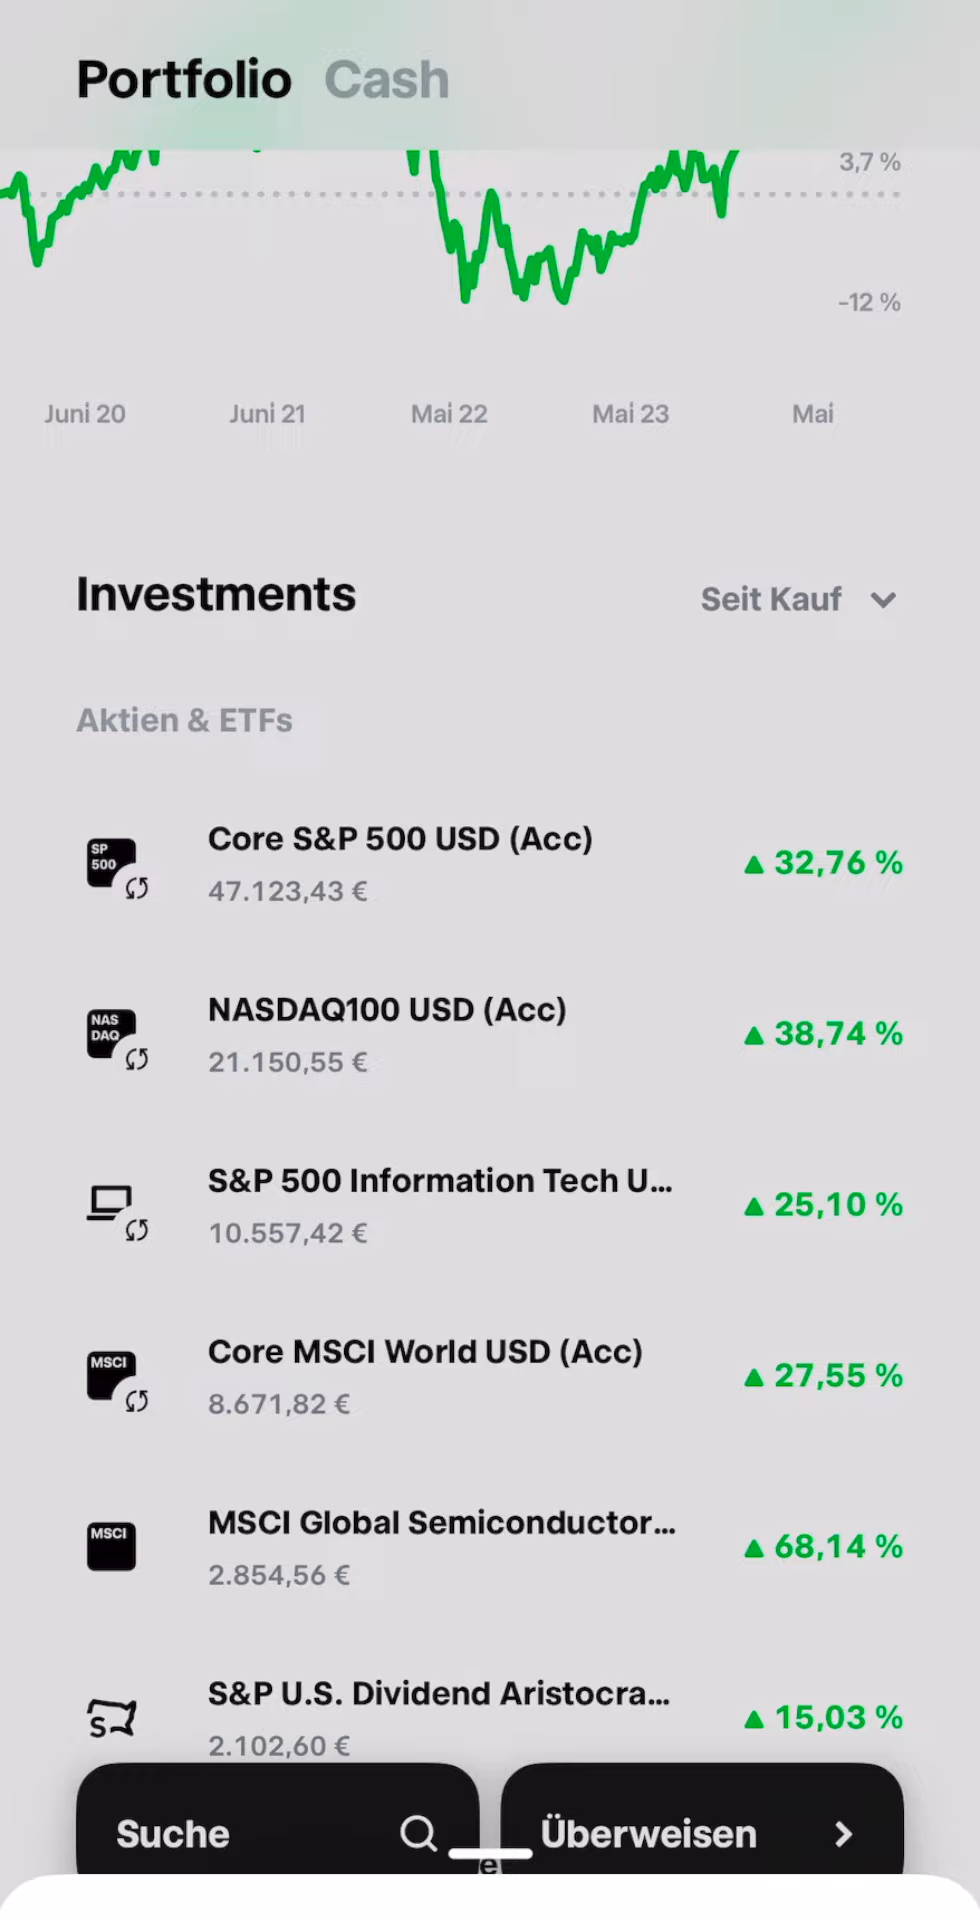 Portfolio Cash
3,7 %
-12 %
Juni 20 Juni 21 Mai 22 Mai 23 Mai
Investments Seit Kauf
Aktien & ETFs
SP
500
Core S&P 500 USD (Acc)
47.123,43 €
▲ 32,76 %
NAS
DAQ
NASDAQ100 USD (Acc)
21.150,55 €
▲ 38,74 %
S&P 500 Information Tech U...
10.557,42 €
▲ 25,10 %
MSCI
Core MSCI World USD (Acc)
8.671,82 €
▲ 27,55 %
MSCI
MSCI Global Semiconductor...
2.854,56 €
▲ 68,14 %
S
S&P U.S. Dividend Aristocra...
2.102,60 €
▲ 15,03 %
Suche Überweisen